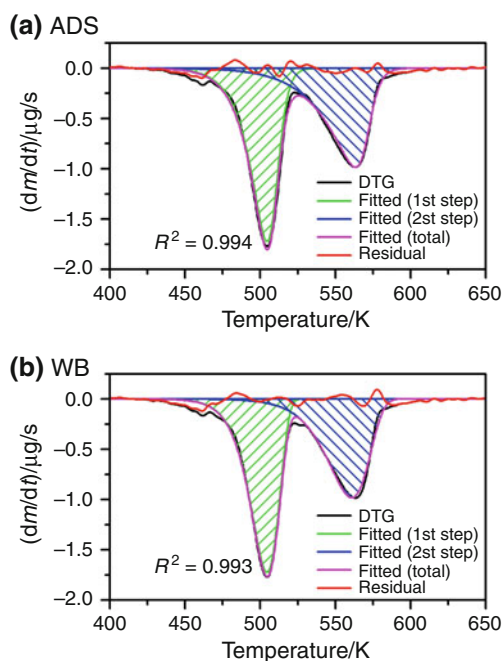 (a) ADS
0.0
−0.5
−1.0
−1.5
−2.0
(dm/dt)/μg/s
DTG
Fitted (1st step)
Fitted (2st step)
Fitted (total)
Residual
R² = 0.994
400 450 500 550 600 650
Temperature/K
(b) WB
0.0
−0.5
−1.0
−1.5
−2.0
(dm/dt)/μg/s
DTG
Fitted (1st step)
Fitted (2st step)
Fitted (total)
Residual
R² = 0.993
400 450 500 550 600 650
Temperature/K